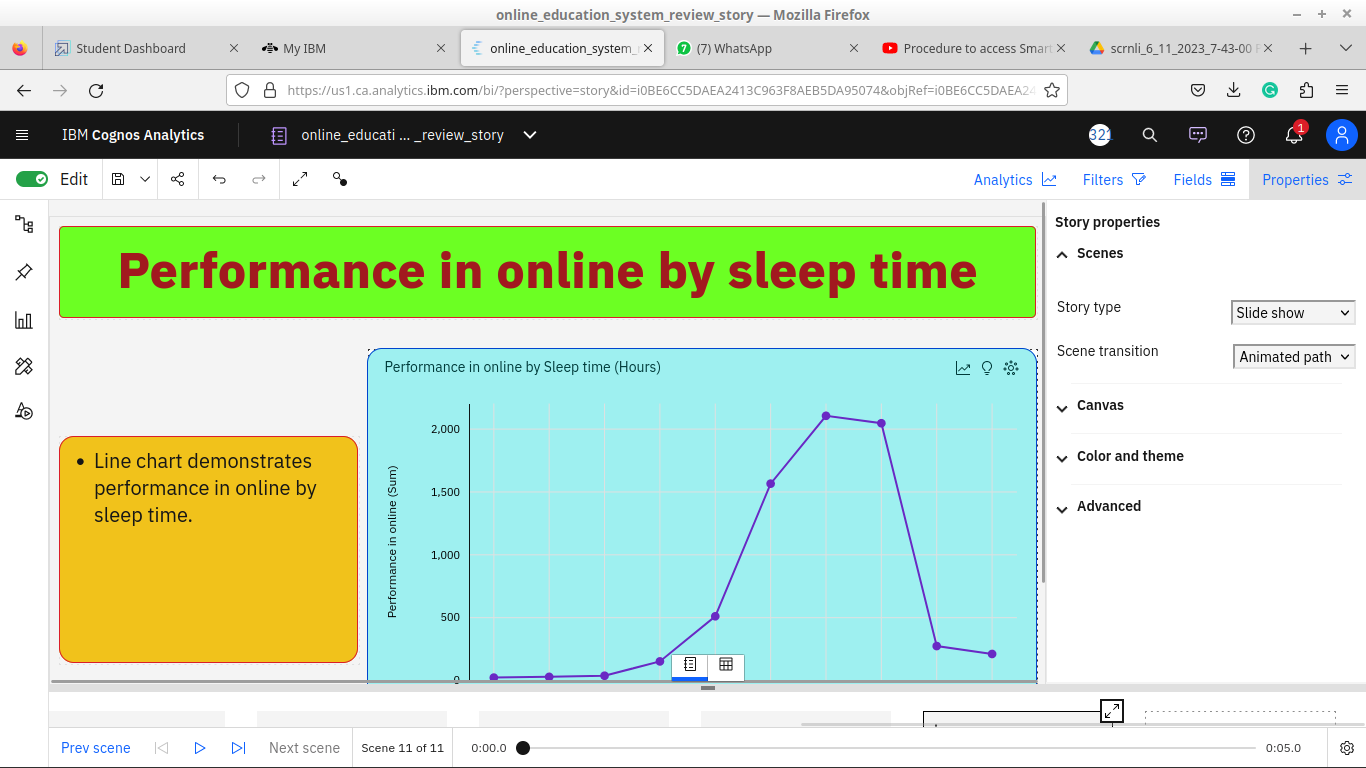 online_education_system_review_story — Mozilla Firefox
Student Dashboard
My IBM
online_education_system_r
(7) WhatsApp
Procedure to access Smart
scrnli_6_11_2023_7-43-00 P
https://us1.ca.analytics.ibm.com/bi/?perspective=story&id=i0BE6CC5DAEA2413C963F8AEB5DA95074&objRef=i0BE6CC5DAEA24
IBM Cognos Analytics
online_educati ... _review_story
321
1
Edit
Analytics
Filters
Fields
Properties
Performance in online by sleep time
Line chart demonstrates
performance in online by
sleep time.
Performance in online by Sleep time (Hours)
Performance in online (Sum)
2,000
1,500
1,000
500
0
Story properties
Scenes
Story type
Slide show
Scene transition
Animated path
Canvas
Color and theme
Advanced
Prev scene
Next scene
Scene 11 of 11
0:00.0
0:05.0